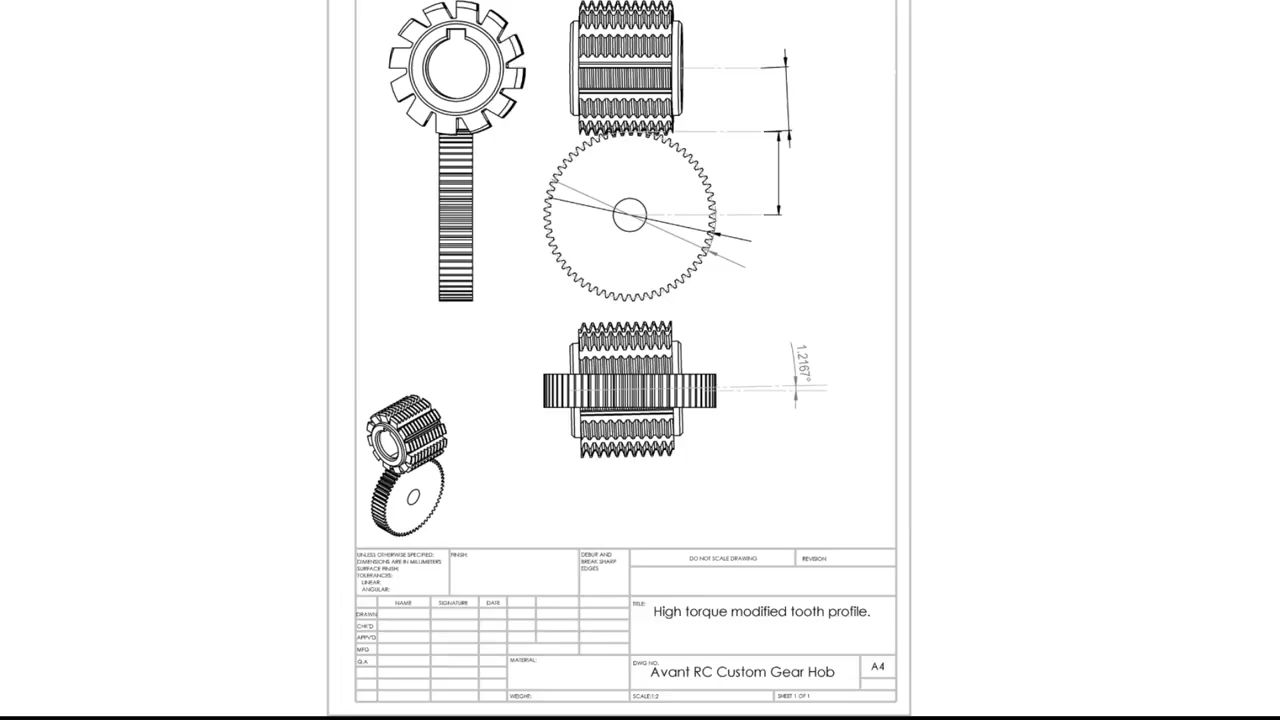 1.2167°
UNLESS OTHERWISE SPECIFIED:
DIMENSIONS ARE IN MILLIMETERS
SURFACE FINISH:
TOLERANCES:
LINEAR:
ANGULAR:
FINISH:
DEBUR AND
BREAK SHARP
EDGES
DO NOT SCALE DRAWING
REVISION
NAME
SIGNATURE
DATE
DRAWN
CHK'D
APPV'D
MFG
Q.A
TITLE:
High torque modified tooth profile.
MATERIAL:
DWG NO.
Avant RC Custom Gear Hob
A4
WEIGHT:
SCALE:1:2
SHEET 1 OF 1